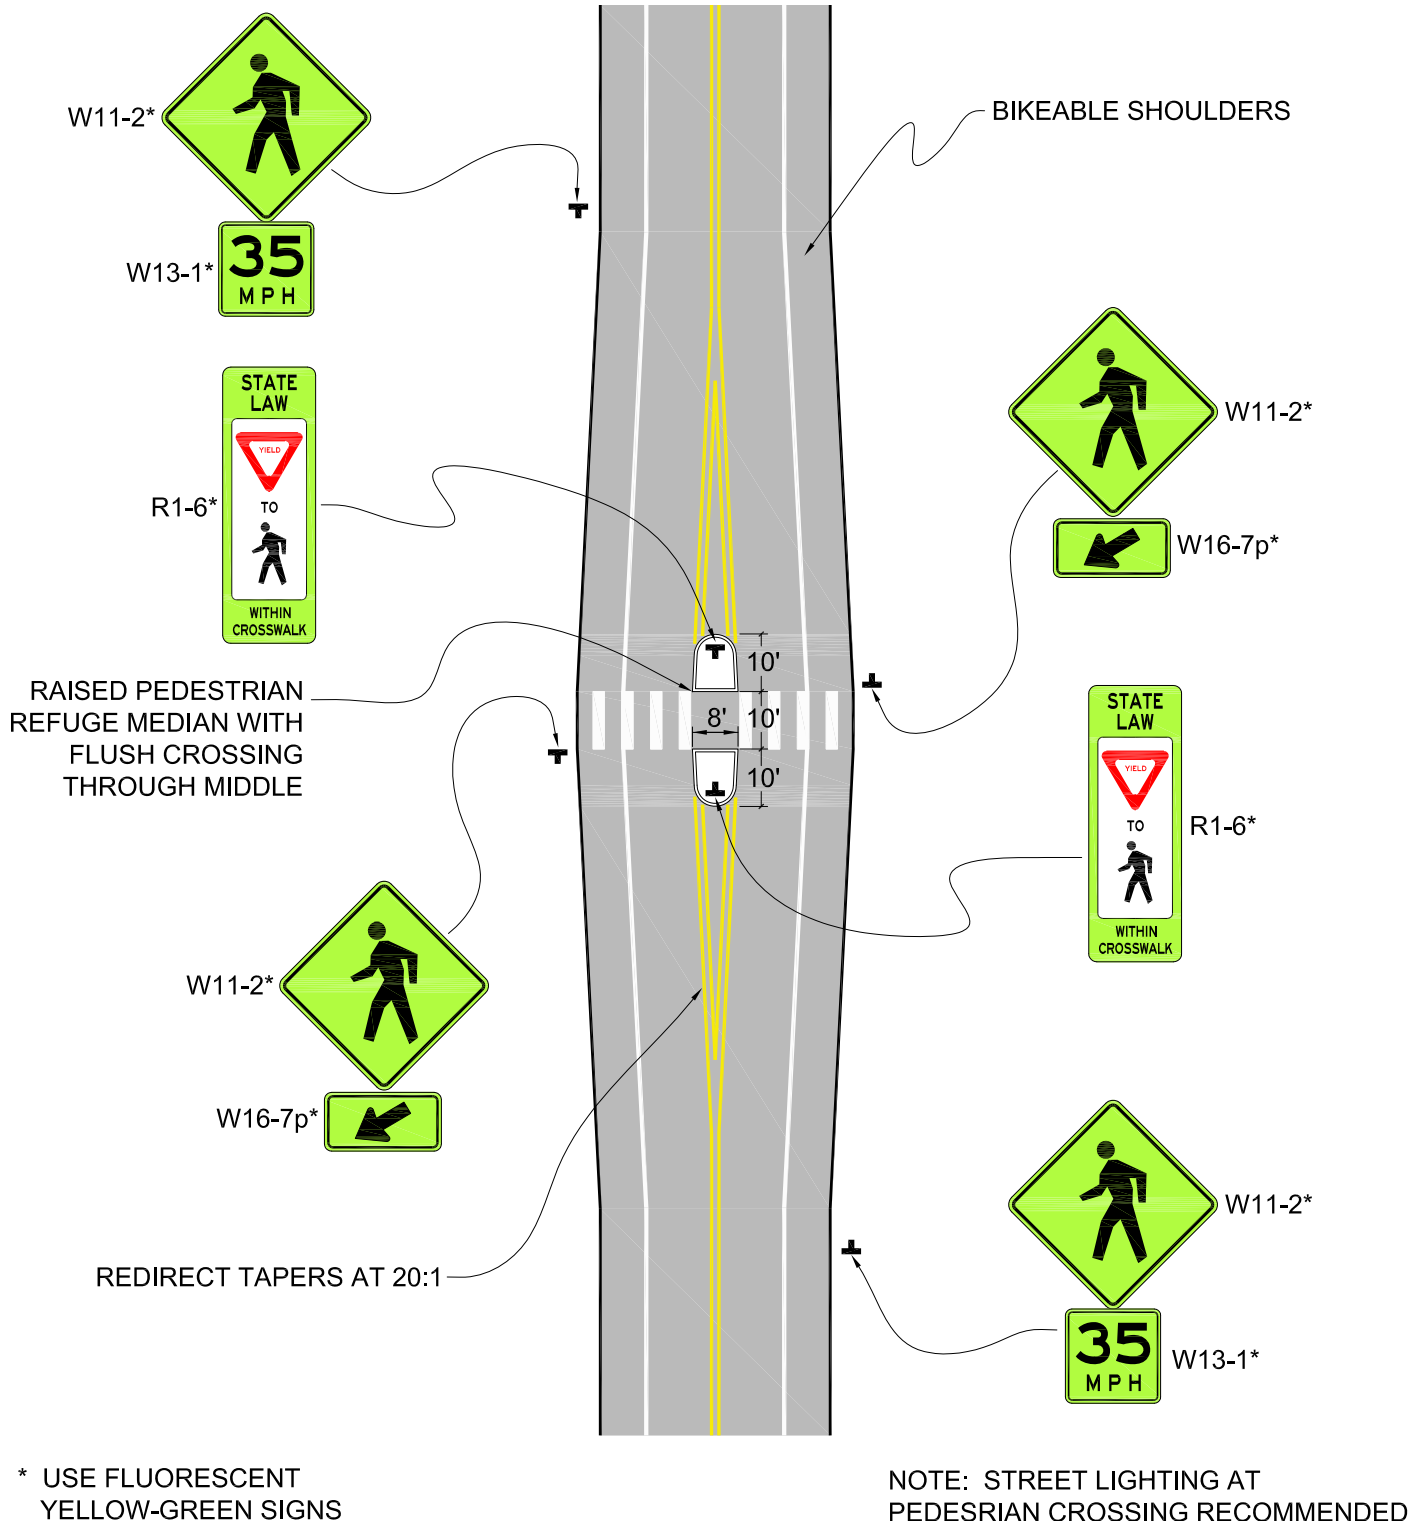 W11-2*
BIKEABLE SHOULDERS
35
MPH
W13-1*
STATE
LAW
YIELD
TO
WITHIN
CROSSWALK
R1-6*
W11-2*
W16-7p*
RAISED PEDESTRIAN
REFUGE MEDIAN WITH
FLUSH CROSSING
THROUGH MIDDLE
10'
8'
10'
10'
STATE
LAW
YIELD
TO
WITHIN
CROSSWALK
R1-6*
W11-2*
W16-7p*
REDIRECT TAPERS AT 20:1
W11-2*
35
MPH
W13-1*
* USE FLUORESCENT
YELLOW-GREEN SIGNS
NOTE: STREET LIGHTING AT
PEDESRIAN CROSSING RECOMMENDED